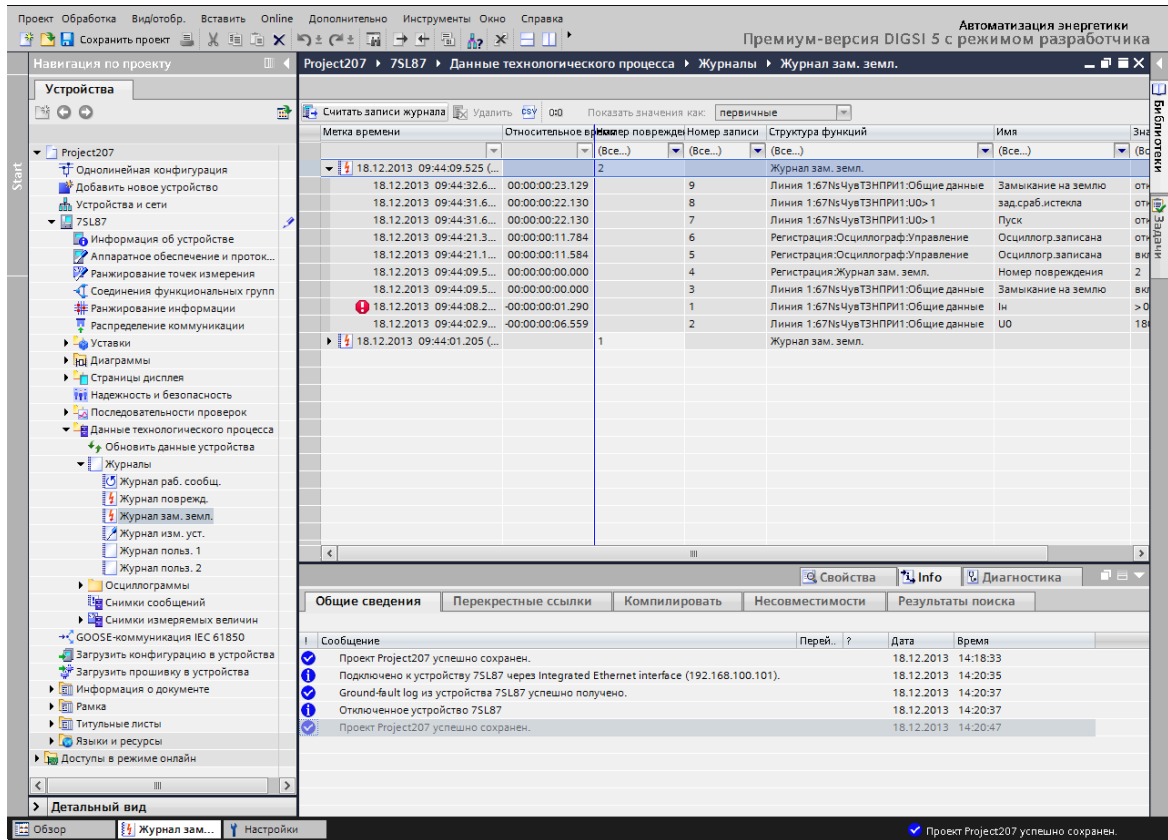 Проект Обработка Вид/отобр. Вставить Online Дополнительно Инструменты Окно Справка
Автоматизация энергетики
Сохранить проект
Премиум-версия DIGSI 5 с режимом разработчика
Навигация по проекту
Project207 Данные технологического процесса Журналы Журнал зам. земл.
7SL87
Устройства
Считать записи журнала Удалить CSV 0:0 Показать значения как: первичные
Метка времени Относительное Номер записи Структура функций Имя
(Все...) (Все...) (Все...) (Все...)
18.12.2013 09:44:09.525 (... 2 Журнал зам. земл.
18.12.2013 09:44:32.6... 00:00:00:23.129 9 Линия 1:67NsЧувТЗНПРИ1:Общие данные Замыкание на землю
18.12.2013 09:44:31.6... 00:00:00:22.130 8 Линия 1:67NsЧувТЗНПРИ1:U0> 1 зад.сраб.истекла
18.12.2013 09:44:31.6... 00:00:00:22.130 7 Линия 1:67NsЧувТЗНПРИ1:U0> 1 Пуск
18.12.2013 09:44:21.3... 00:00:00:11.784 6 Регистрация:Осциллограф:Управление Осциллогр.записана
18.12.2013 09:44:21.1... 00:00:00:11.584 5 Регистрация:Осциллограф:Управление Осциллогр.записана
18.12.2013 09:44:09.5... 00:00:00:00.000 4 Регистрация:Журнал зам. земл. Номер повреждения 2
18.12.2013 09:44:09.5... 00:00:00:00.000 3 Линия 1:67NsЧувТЗНПРИ1:Общие данные Замыкание на землю
18.12.2013 09:44:08.2... -00:00:00:01.290 1 Линия 1:67NsЧувТЗНПРИ1:Общие данные Iн
18.12.2013 09:44:02.9... -00:00:00:06.559 2 Линия 1:67NsЧувТЗНПРИ1:Общие данные U0
18.12.2013 09:44:01.205 (... 1 Журнал зам. земл.
Project207
Однолинейная конфигурация
Добавить новое устройство
Устройства и сети
7SL87
Информация об устройстве
Аппаратное обеспечение и проток...
Ранжирование точек измерения
Соединения функциональных групп
Ранжирование информации
Распределение коммуникации
Уставки
Диаграммы
Страницы дисплея
Надежность и безопасность
Последовательности проверок
Данные технологического процесса
Обновить данные устройства
Журналы
Журнал раб. сообщ.
Журнал поврежд.
Журнал зам. земл.
Журнал изм. уст.
Журнал польз. 1
Журнал польз. 2
Осциллограммы
Снимки сообщений
Снимки измеряемых величин
GOOSE-коммуникация IEC 61850
Загрузить конфигурацию в устройства
Загрузить прошивку в устройства
Информация о документе
Рамка
Титульные листы
Языки и ресурсы
Доступы в режиме онлайн
Детальный вид
Start
Библиотеки
Задачи
Свойства Info Диагностика
Общие сведения Перекрестные ссылки Компилировать Несовместимости Результаты поиска
! Сообщение Перей.. ? Дата Время
Проект Project207 успешно сохранен. 18.12.2013 14:18:33
Подключено к устройству 7SL87 через Integrated Ethernet interface (192.168.100.101). 18.12.2013 14:20:35
Ground-fault log из устройства 7SL87 успешно получено. 18.12.2013 14:20:37
Отключенное устройство 7SL87 18.12.2013 14:20:37
Проект Project207 успешно сохранен. 18.12.2013 14:20:47
Обзор Журнал зам... Настройки Проект Project207 успешно сохранен.